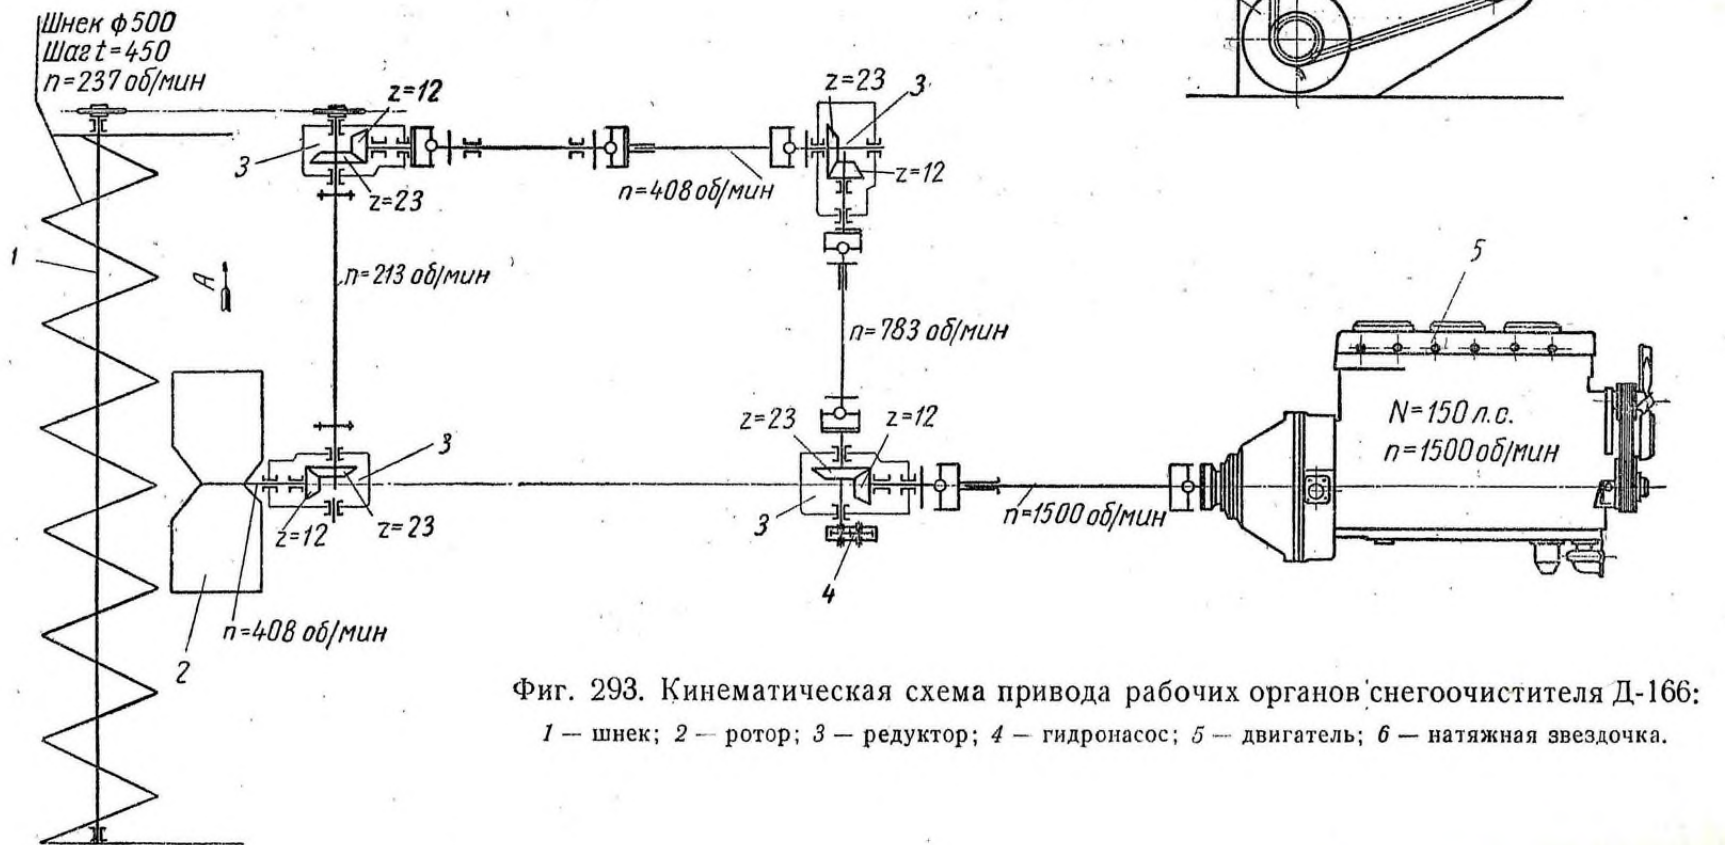 Шнек ф500
Шаг t=450
n=237 об/мин
z=12
3
z=23
z=23
3
n=408 об/мин
z=12
1
A
n=213 об/мин
n=783 об/мин
5
N=150 л.с.
n=1500 об/мин
3
z=23
z=12
z=12
z=23
3
n=1500 об/мин
4
n=408 об/мин
2
Фиг. 293. Кинематическая схема привода рабочих органов снегоочистителя Д-166:
1 — шнек; 2 — ротор; 3 — редуктор; 4 — гидронасос; 5 — двигатель; 6 — натяжная звездочка.